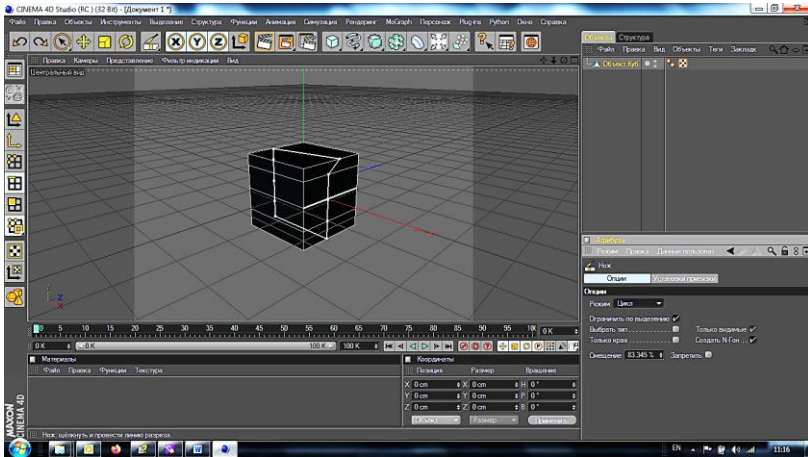 CINEMA 4D Studio (RC ) (32 Bit) - [Документ 1 *]
Файл Правка Объекты Инструменты Выделение Структура Функции Анимация Симуляция Рендеринг MoGraph Персонаж Plug-ins Python Окно Справка
Объекты Структура
Файл Правка Вид Объекты Теги Закладк
Объект Куб
Правка Камеры Представление Фильтр индикации Вид
Центральный вид
Y
Z
X
Атрибуты
Режим Правка Данные пользоват
Нож
Опции Установки привязки
Опции
Режим Цикл
Ограничить по выделению
Выбрать тип Только видимые
Только края Создать N-Гон
Смещение 83.345 % Запретить
0 5 10 15 20 25 30 35 40 45 50 55 60 65 70 75 80 85 90 95 0 K
0 K 0 K 100 K 100 K
Материалы
Файл Правка Функции Текстура
Координаты
Позиция Размер Вращение
X 0 cm X 0 cm H 0 °
Y 0 cm Y 0 cm P 0 °
Z 0 cm Z 0 cm B 0 °
Объект Размер Применить
MAXON CINEMA 4D
Нож: щёлкнуть и провести линию разреза.
EN 11:16